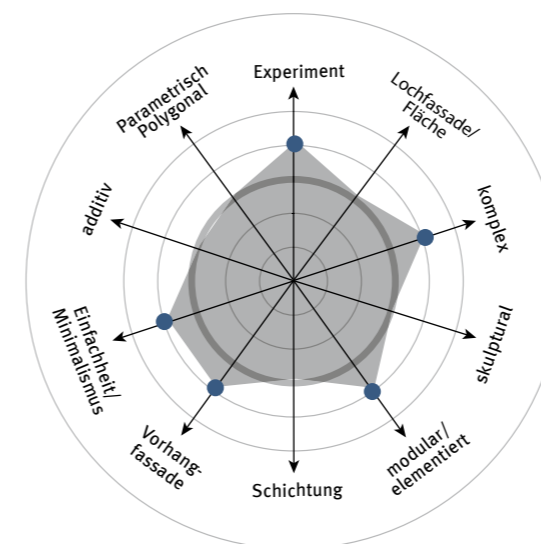 Experiment
Lochfassade/
Fläche
komplex
skulptural
modular/
elementiert
Schichtung
Vorhang-
fassade
Einfachheit/
Minimalismus
additiv
Parametrisch
Polygonal